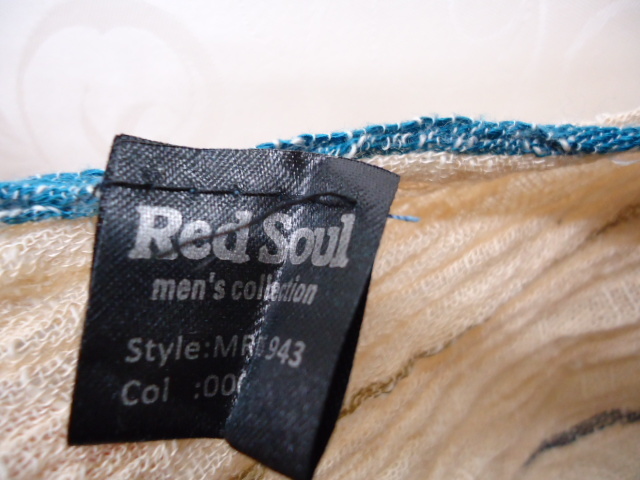 Red Soul
men's collection
Style:
Col :